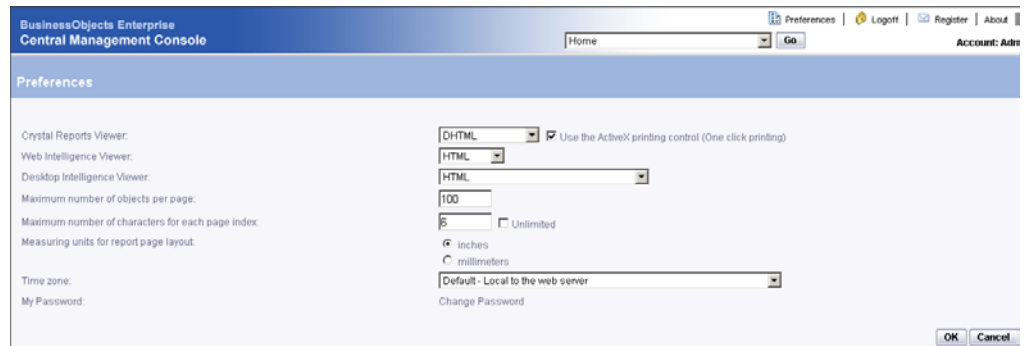 BusinessObjects Enterprise
Central Management Console
Preferences | Logoff | Register | About
Home Go
Account:
Preferences
Crystal Reports Viewer: DHTML Use the ActiveX printing control (One click printing)
Web Intelligence Viewer: HTML
Desktop Intelligence Viewer: HTML
Maximum number of objects per page: 100
Maximum number of characters for each page index: 6 Unlimited
Measuring units for report page layout: inches
millimeters
Time zone: Default - Local to the web server
My Password: Change Password
OK Cancel